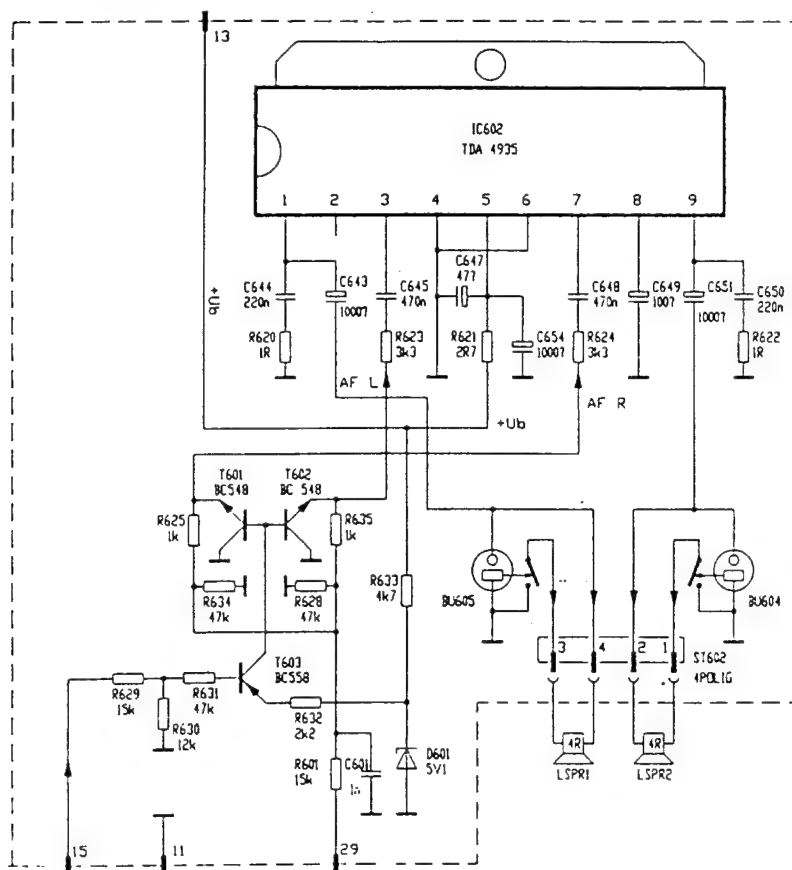 13
IC602
TDA 4935
1 2 3 4 5 6 7 8 9
C644
220n
C643
1000?
C645
470n
C647
47?
C648
470n
C649
100?
C651
1000?
C650
220n
R620
1R
R623
3k3
R621
2R7
C654
1000?
R624
3k3
R622
1R
+Ub
AF L
+Ub
AF R
T601
BC548
T602
BC 548
R625
1k
R635
1k
R634
47k
R628
47k
R633
4k7
BU605
BU604
3 4 2 1
ST602
4POLIG
T603
BC558
R629
15k
R631
47k
R630
12k
R632
2k2
R601
15k
C601
1n
D601
5V1
4R
LSPR1
4R
LSPR2
15
11
29